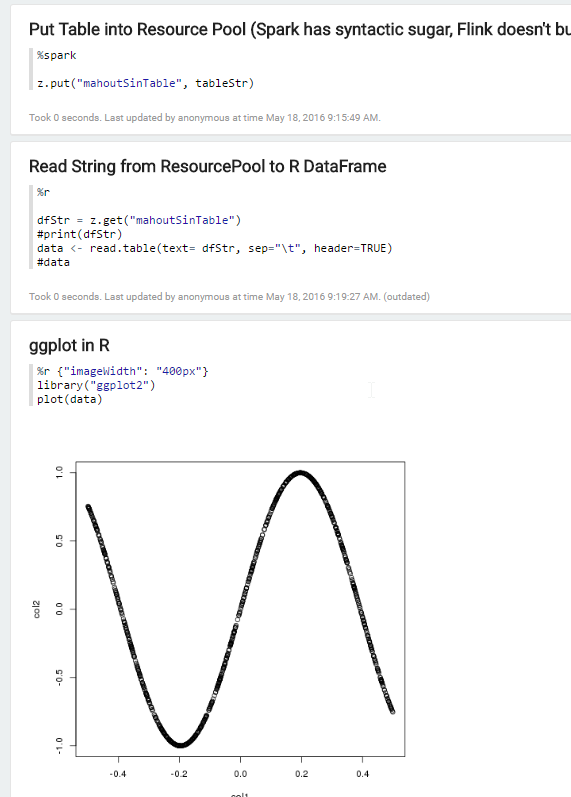 Put Table into Resource Pool (Spark has syntactic sugar, Flink doesn't bu
%spark
z.put("mahoutSinTable", tableStr)
Took 0 seconds. Last updated by anonymous at time May 18, 2016 9:15:49 AM.
Read String from ResourcePool to R DataFrame
%r
dfStr = z.get("mahoutSinTable")
#print(dfStr)
data <- read.table(text= dfStr, sep="\t", header=TRUE)
#data
Took 0 seconds. Last updated by anonymous at time May 18, 2016 9:19:27 AM. (outdated)
ggplot in R
%r {"imageWidth": "400px"}
library("ggplot2")
plot(data)
1.0
0.5
col2
0.0
-0.5
-1.0
-0.4 -0.2 0.0 0.2 0.4
col1